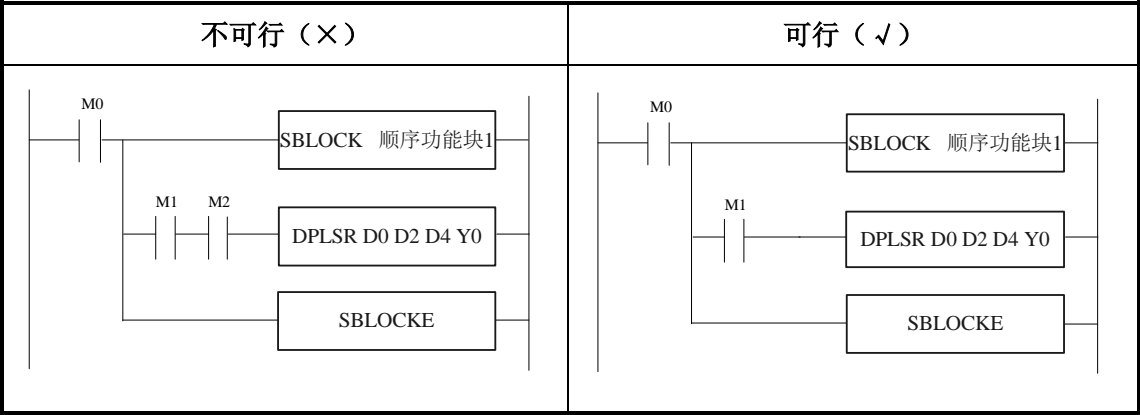 不可行（×）
可行（√）
M0
SBLOCK 顺序功能块1
M1 M2
DPLSR D0 D2 D4 Y0
SBLOCKE
M0
SBLOCK 顺序功能块1
M1
DPLSR D0 D2 D4 Y0
SBLOCKE